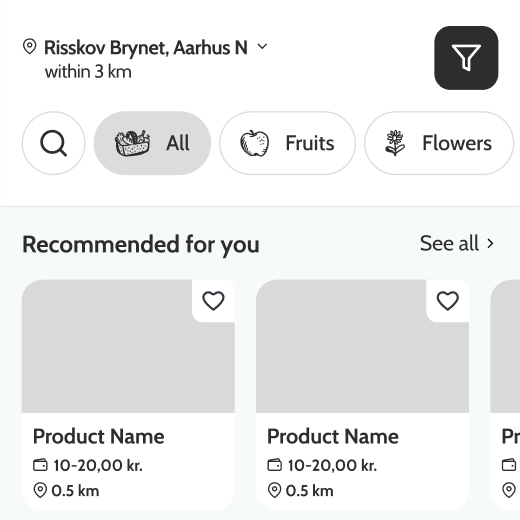 Risskov Brynet, Aarhus N
within 3 km
All Fruits Flowers
Recommended for you See all
Product Name Product Name Pr
10-20,00 kr. 10-20,00 kr.
0.5 km 0.5 km